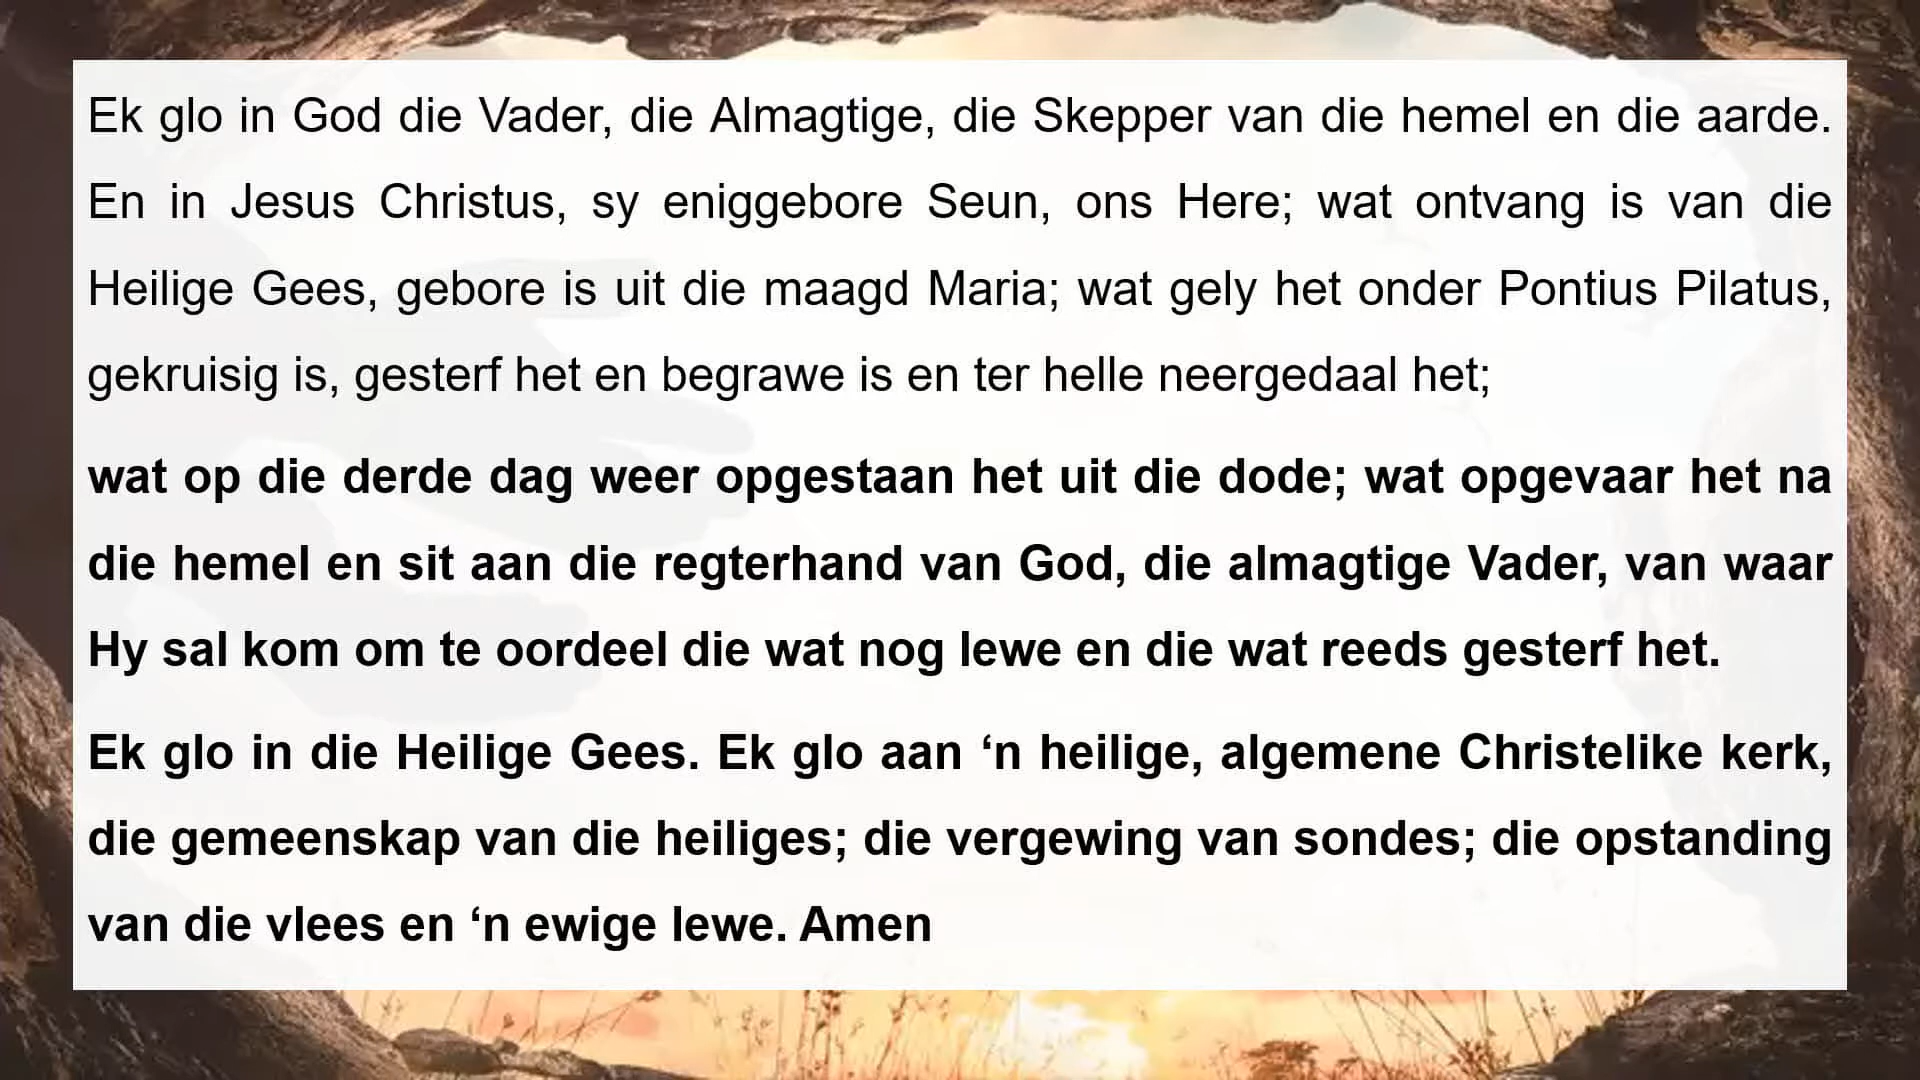 Ek glo in God die Vader, die Almagtige, die Skepper van die hemel en die aarde.
En in Jesus Christus, sy eniggebore Seun, ons Here; wat ontvang is van die
Heilige Gees, gebore is uit die maagd Maria; wat gely het onder Pontius Pilatus,
gekruisig is, gesterf het en begrawe is en ter helle neergedaal het;
wat op die derde dag weer opgestaan het uit die dode; wat opgevaar het na
die hemel en sit aan die regterhand van God, die almagtige Vader, van waar
Hy sal kom om te oordeel die wat nog lewe en die wat reeds gesterf het.
Ek glo in die Heilige Gees. Ek glo aan ‘n heilige, algemene Christelike kerk,
die gemeenskap van die heiliges; die vergewing van sondes; die opstanding
van die vlees en ‘n ewige lewe. Amen